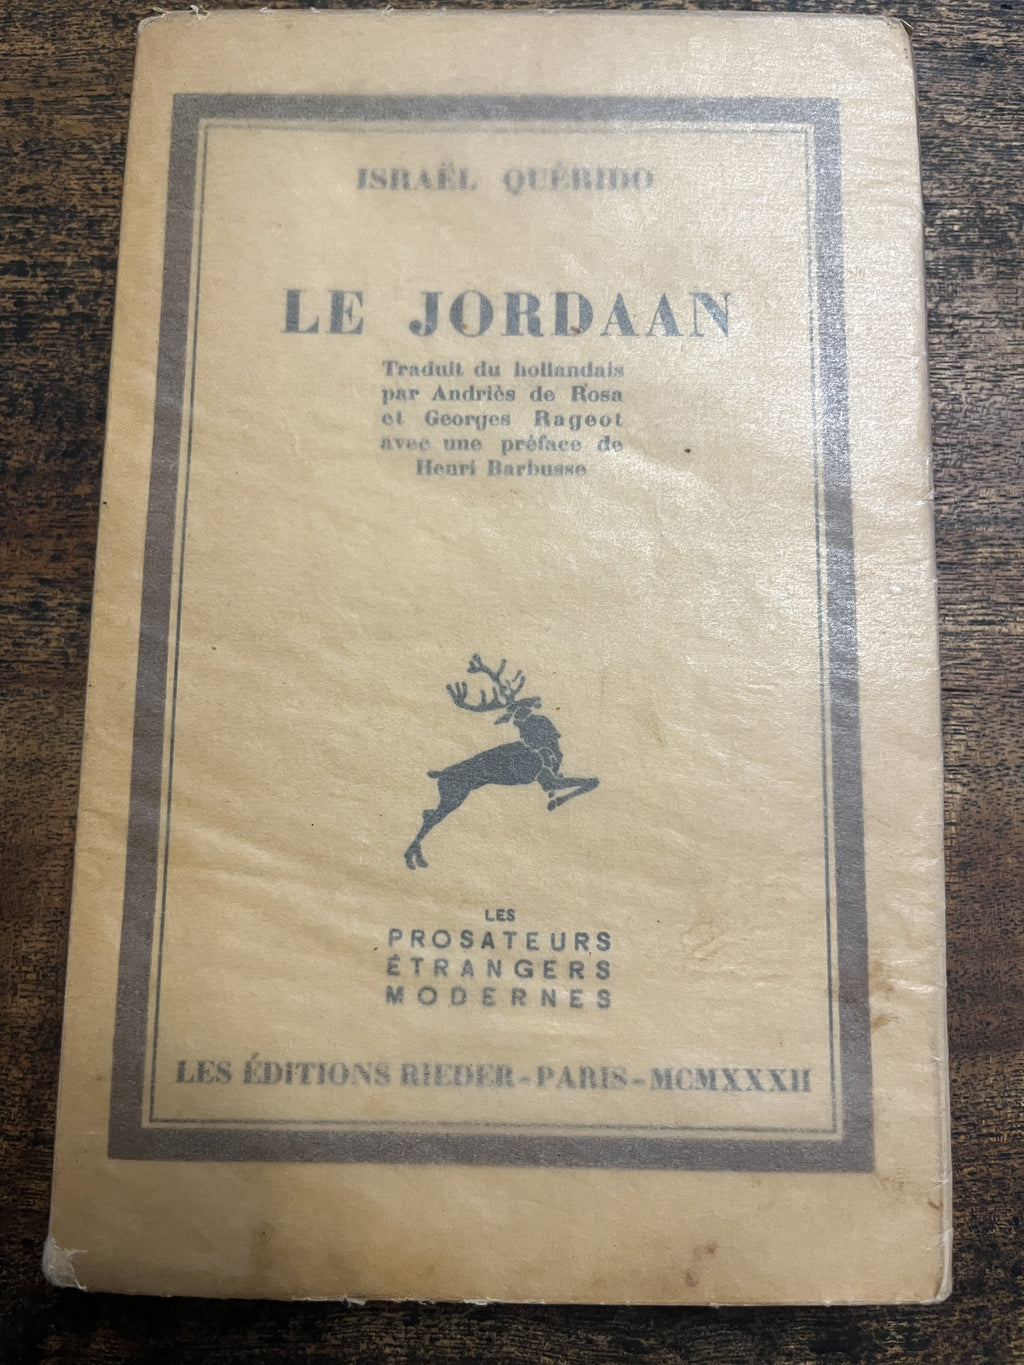 ISRAËL QUÉRIDO
LE JORDAAN
Traduit du hollandais
par Andriès de Rosa
et Georges Rageot
avec une préface de
Henri Barbusse
LES
PROSATEURS
ÉTRANGERS
MODERNES
LES ÉDITIONS RIEDER - PARIS - MCMXXXII